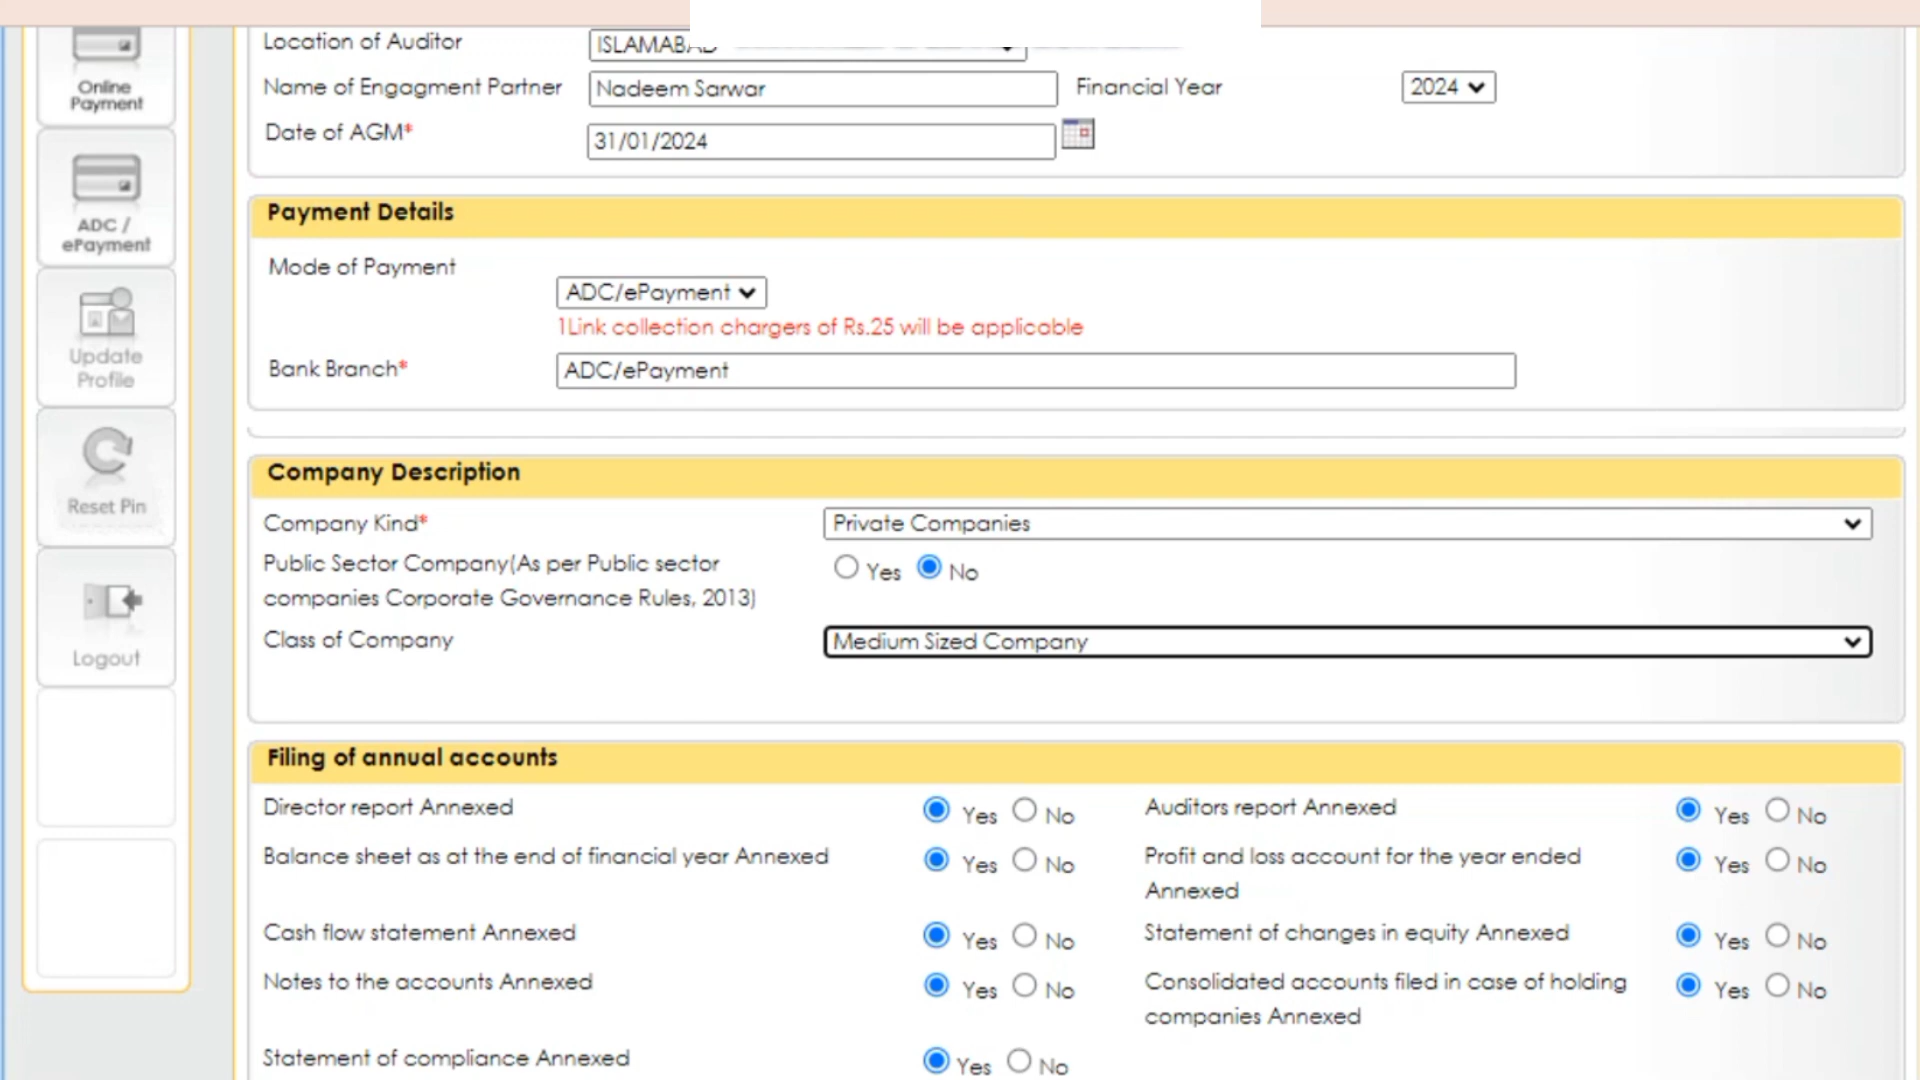 Online
Payment
ADC /
ePayment
Update
Profile
Reset Pin
Logout
Location of Auditor ISLAMABAD
Name of Engagment Partner Nadeem Sarwar Financial Year 2024
Date of AGM* 31/01/2024
Payment Details
Mode of Payment
ADC/ePayment
1Link collection chargers of Rs.25 will be applicable
Bank Branch* ADC/ePayment
Company Description
Company Kind* Private Companies
Public Sector Company(As per Public sector
companies Corporate Governance Rules, 2013)
Yes No
Class of Company Medium Sized Company
Filing of annual accounts
Director report Annexed Yes No Auditors report Annexed Yes No
Balance sheet as at the end of financial year Annexed Yes No Profit and loss account for the year ended
Annexed Yes No
Cash flow statement Annexed Yes No Statement of changes in equity Annexed Yes No
Notes to the accounts Annexed Yes No Consolidated accounts filed in case of holding
companies Annexed Yes No
Statement of compliance Annexed Yes No